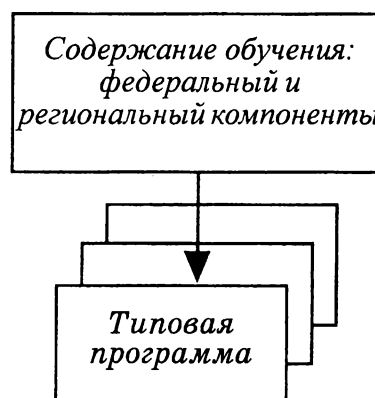 Содержание обучения:
федеральный и
региональный компоненты
Типовая
программа